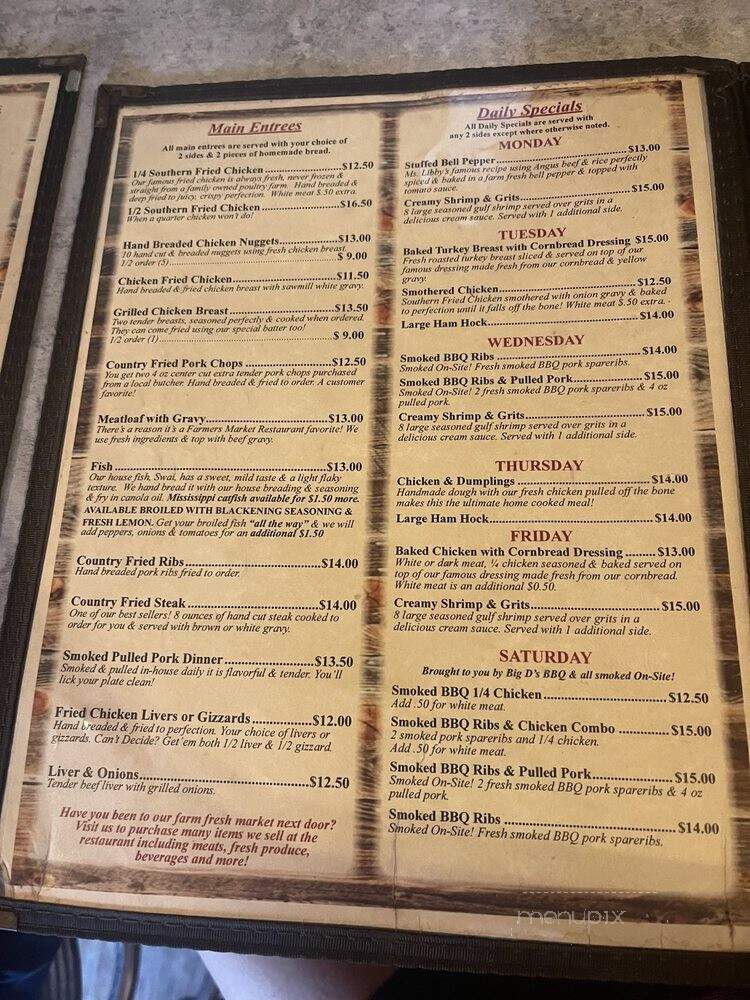 Main Entrees
All main entrees are served with your choice of
2 sides & 2 pieces of homemade bread.
1/4 Southern Fried Chicken.....................$12.50
Our famous fried chicken is always fresh, never frozen &
straight from a family owned poultry farm. Hand breaded &
deep fried to juicy, crispy perfection. White meat $.50 extra.
1/2 Southern Fried Chicken.....................$16.50
When a quarter chicken won't do!
Hand Breaded Chicken Nuggets...............$13.00
10 hand cut & breaded nuggets using fresh chicken breast.
1/2 order (5)..................................................$ 9.00
Chicken Fried Chicken............................$11.50
Hand breaded & fried chicken breast with sawmill white gravy.
Grilled Chicken Breast............................$13.50
Two tender breasts, seasoned perfectly & cooked when ordered.
They can come fried using our special batter too!
1/2 order (1)..................................................$ 9.00
Country Fried Pork Chops.......................$12.50
You get two 4 oz center cut extra tender pork chops purchased
from a local butcher. Hand breaded & fried to order. A customer
favorite!
Meatloaf with Gravy................................$13.00
There's a reason it's a Farmers Market Restaurant favorite! We
use fresh ingredients & top with beef gravy.
Fish..........................................................$13.00
Our house fish, Swai, has a sweet, mild taste & a light flaky
texture. We hand bread it with our house breading & seasoning
& fry in canola oil. Mississippi catfish available for $1.50 more.
AVAILABLE BROILED WITH BLACKENING SEASONING &
FRESH LEMON. Get your broiled fish "all the way" & we will
add peppers, onions & tomatoes for an additional $1.50
Country Fried Ribs..................................$14.00
Hand breaded pork ribs fried to order.
Country Fried Steak................................$14.00
One of our best sellers! 8 ounces of hand cut steak cooked to
order for you & served with brown or white gravy.
Smoked Pulled Pork Dinner.....................$13.50
Smoked & pulled in-house daily it is flavorful & tender. You'll
lick your plate clean!
Fried Chicken Livers or Gizzards..............$12.00
Hand breaded & fried to perfection. Your choice of livers or
gizzards. Can't Decide? Get'em both 1/2 liver & 1/2 gizzard.
Liver & Onions.........................................$12.50
Tender beef liver with grilled onions.
Have you been to our farm fresh market next door?
Visit us to purchase many items we sell at the
restaurant including meats, fresh produce,
beverages and more!
Daily Specials
All Daily Specials are served with
any 2 sides except where otherwise noted.
MONDAY
Stuffed Bell Pepper..................................$13.00
Ms. Libby's famous recipe using Angus beef & rice perfectly
spiced & baked in a farm fresh bell pepper & topped with
tomato sauce.
Creamy Shrimp & Grits............................$15.00
8 large seasoned gulf shrimp served over grits in a
delicious cream sauce. Served with 1 additional side.
TUESDAY
Baked Turkey Breast with Cornbread Dressing $15.00
Fresh roasted turkey breast sliced & served on top of our
famous dressing made fresh from our cornbread & yellow
gravy.
Smothered Chicken..................................$12.50
Southern Fried Chicken smothered with onion gravy & baked
to perfection until it falls off the bone! White meat $.50 extra. -
Large Ham Hock......................................$14.00
WEDNESDAY
Smoked BBQ Ribs....................................$14.00
Smoked On-Site! Fresh smoked BBQ pork spareribs.
Smoked BBQ Ribs & Pulled Pork..............$15.00
Smoked On-Site! 2 fresh smoked BBQ pork spareribs & 4 oz
pulled pork.
Creamy Shrimp & Grits............................$15.00
8 large seasoned gulf shrimp served over grits in a
delicious cream sauce. Served with 1 additional side.
THURSDAY
Chicken & Dumplings..............................$14.00
Handmade dough with our fresh chicken pulled off the bone
makes this the ultimate home cooked meal!
Large Ham Hock......................................$14.00
FRIDAY
Baked Chicken with Cornbread Dressing........$13.00
White or dark meat, ¼ chicken seasoned & baked served on
top of our famous dressing made fresh from our cornbread.
White meat is an additional $0.50.
Creamy Shrimp & Grits............................$15.00
8 large seasoned gulf shrimp served over grits in a
delicious cream sauce. Served with 1 additional side.
SATURDAY
Brought to you by Big D's BBQ & all smoked On-Site!
Smoked BBQ 1/4 Chicken........................$12.50
Add .50 for white meat.
Smoked BBQ Ribs & Chicken Combo........$15.00
2 smoked pork spareribs and 1/4 chicken.
Add .50 for white meat.
Smoked BBQ Ribs & Pulled Pork..............$15.00
Smoked On-Site! 2 fresh smoked BBQ pork spareribs & 4 oz
pulled pork.
Smoked BBQ Ribs....................................$14.00
Smoked On-Site! Fresh smoked BBQ pork spareribs.
menupix